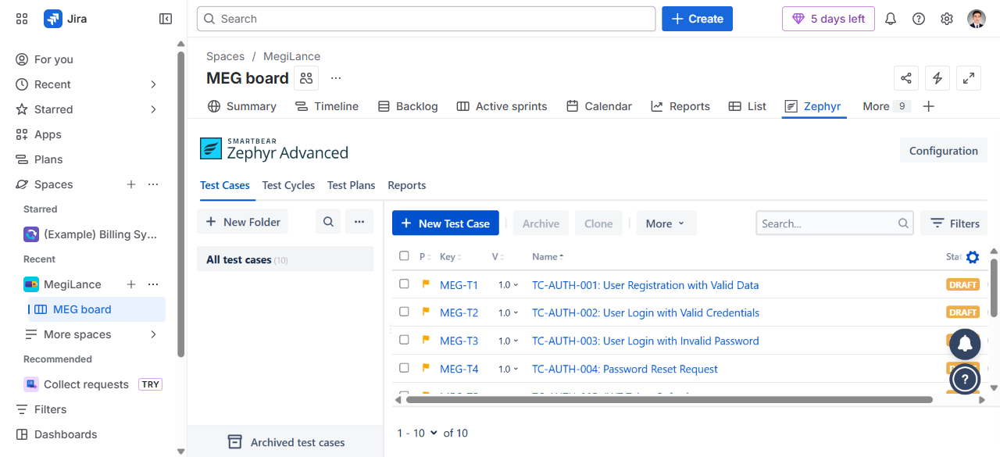 Jira
Search
Create
5 days left
For you
Recent
Starred
Apps
Plans
Spaces
Starred
(Example) Billing Sy...
Recent
MegiLance
MEG board
More spaces
Recommended
Collect requests TRY
Filters
Dashboards
Spaces / MegiLance
MEG board
Summary Timeline Backlog Active sprints Calendar Reports List Zephyr More 9
SMARTBEAR
Zephyr Advanced
Configuration
Test Cases Test Cycles Test Plans Reports
New Folder
All test cases (10)
Archived test cases
New Test Case Archive Clone More Search... Filters
P Key V Name Stat
MEG-T1 1.0 TC-AUTH-001: User Registration with Valid Data DRAFT
MEG-T2 1.0 TC-AUTH-002: User Login with Valid Credentials DRAFT
MEG-T3 1.0 TC-AUTH-003: User Login with Invalid Password
MEG-T4 1.0 TC-AUTH-004: Password Reset Request
1 - 10 of 10